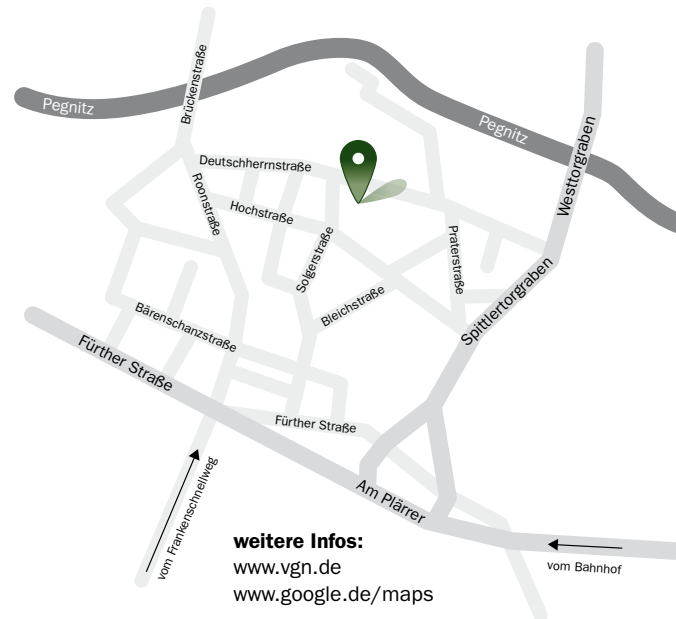 Brückenstraße
Pegnitz
Pegnitz
Westtorgraben
Deutschherrnstraße
Roonstraße
Hochstraße
Solgerstraße
Praterstraße
Spittlertorgraben
Bleichstraße
Bärenschanzstraße
Fürther Straße
Fürther Straße
Am Plärrer
vom Frankenschnellweg
vom Bahnhof
weitere Infos:
www.vgn.de
www.google.de/maps